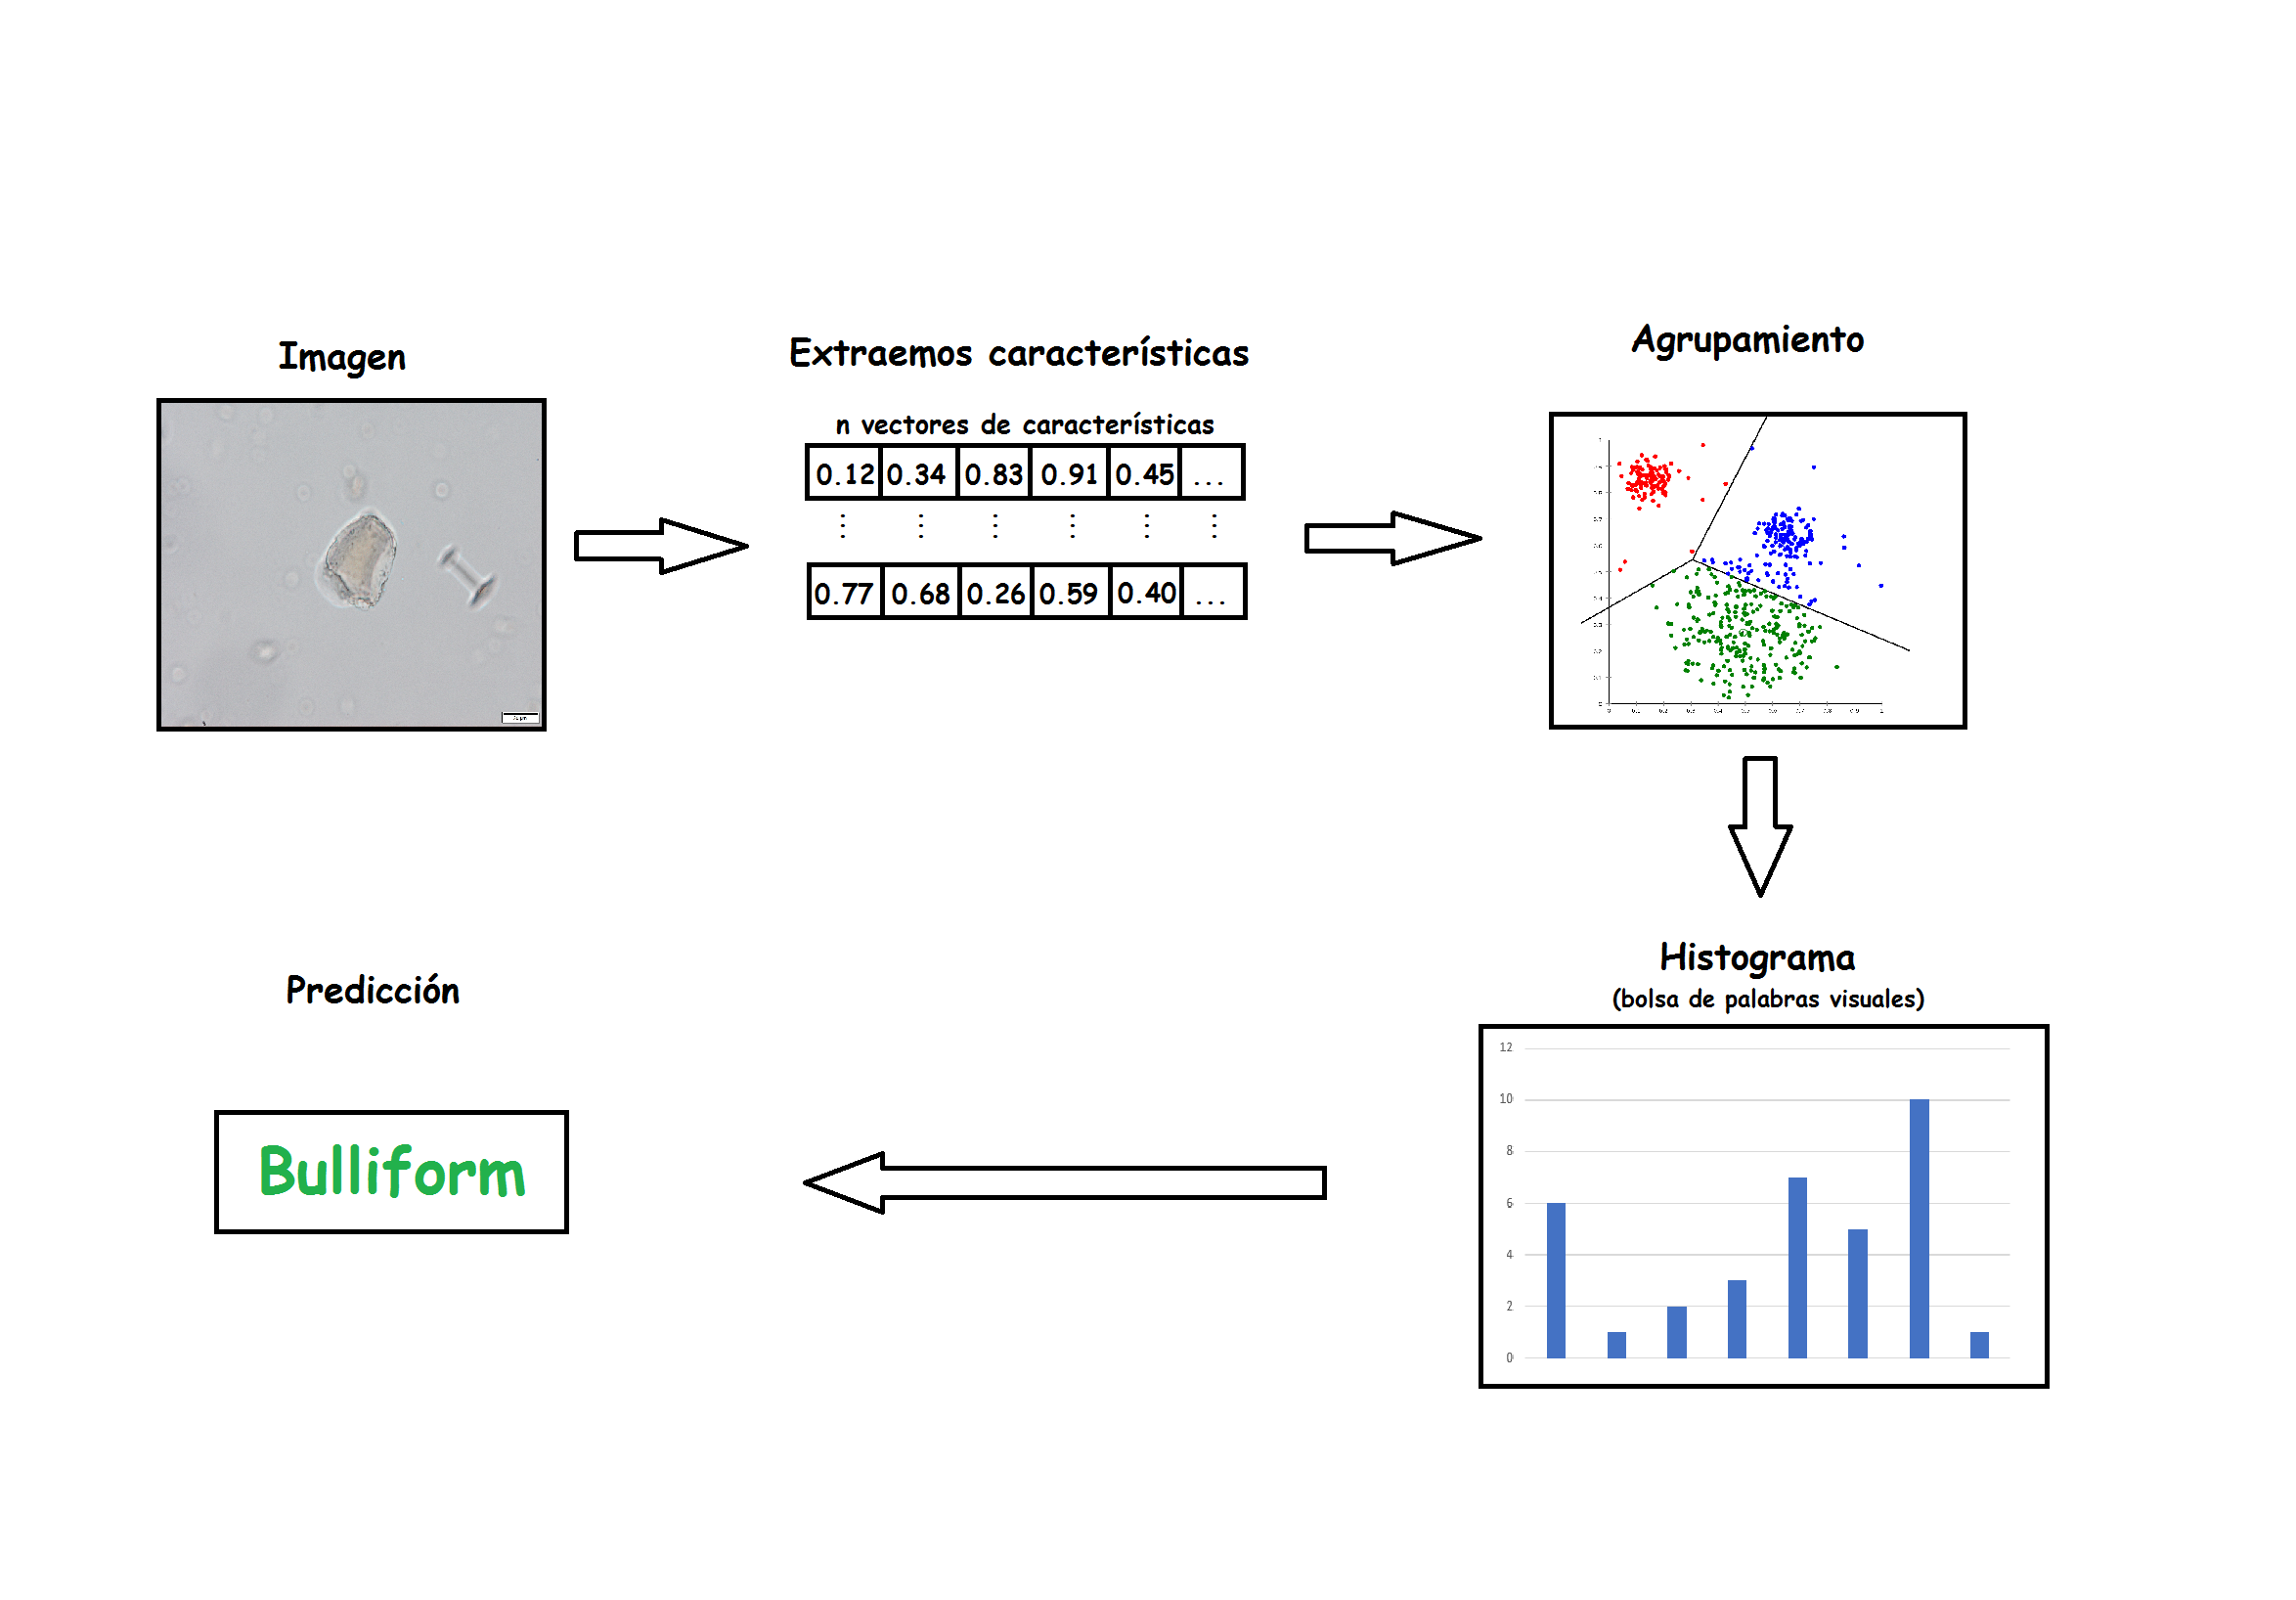 Imagen
Extraemos características
n vectores de características
0.12 0.34 0.83 0.91 0.45 ...
0.77 0.68 0.26 0.59 0.40 ...
Agrupamiento
Histograma
(bolsa de palabras visuales)
12
10
8
6
4
2
0
Predicción
Bulliform